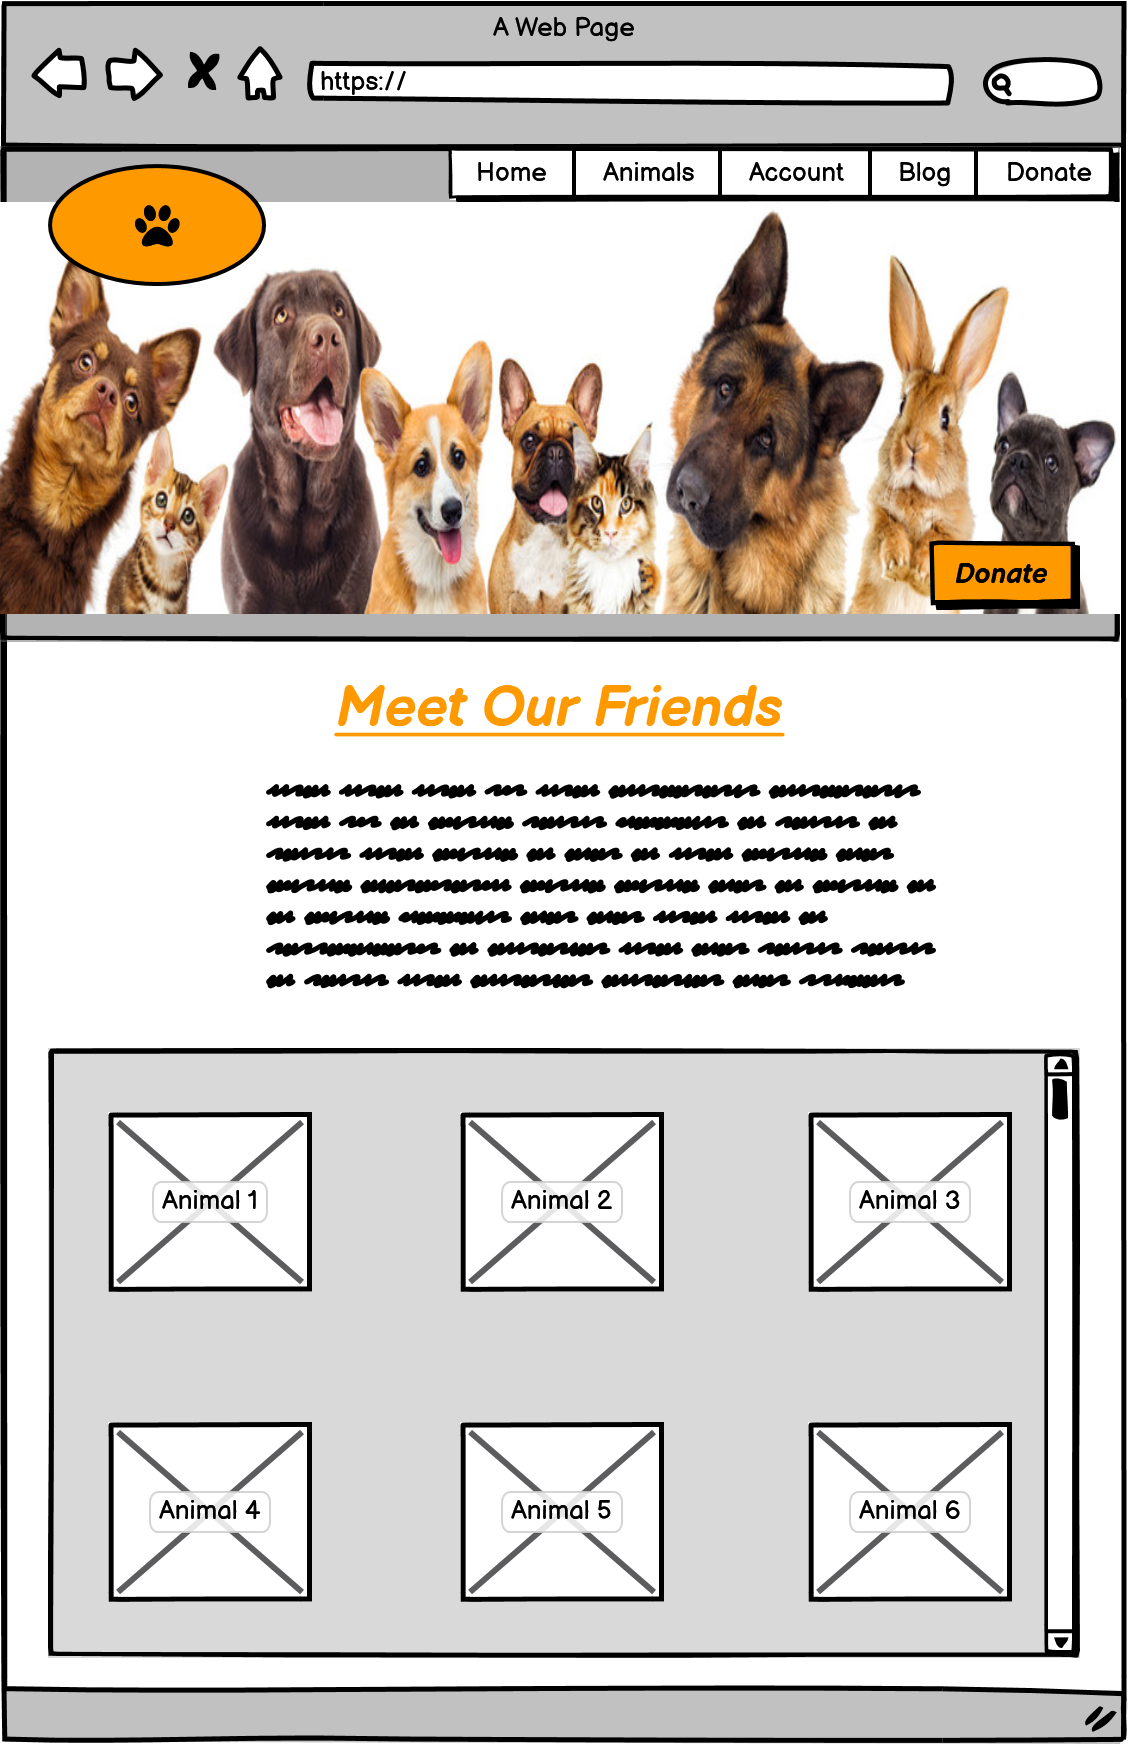 A Web Page
https://
Home Animals Account Blog Donate
Donate
Meet Our Friends
Animal 1 Animal 2 Animal 3
Animal 4 Animal 5 Animal 6